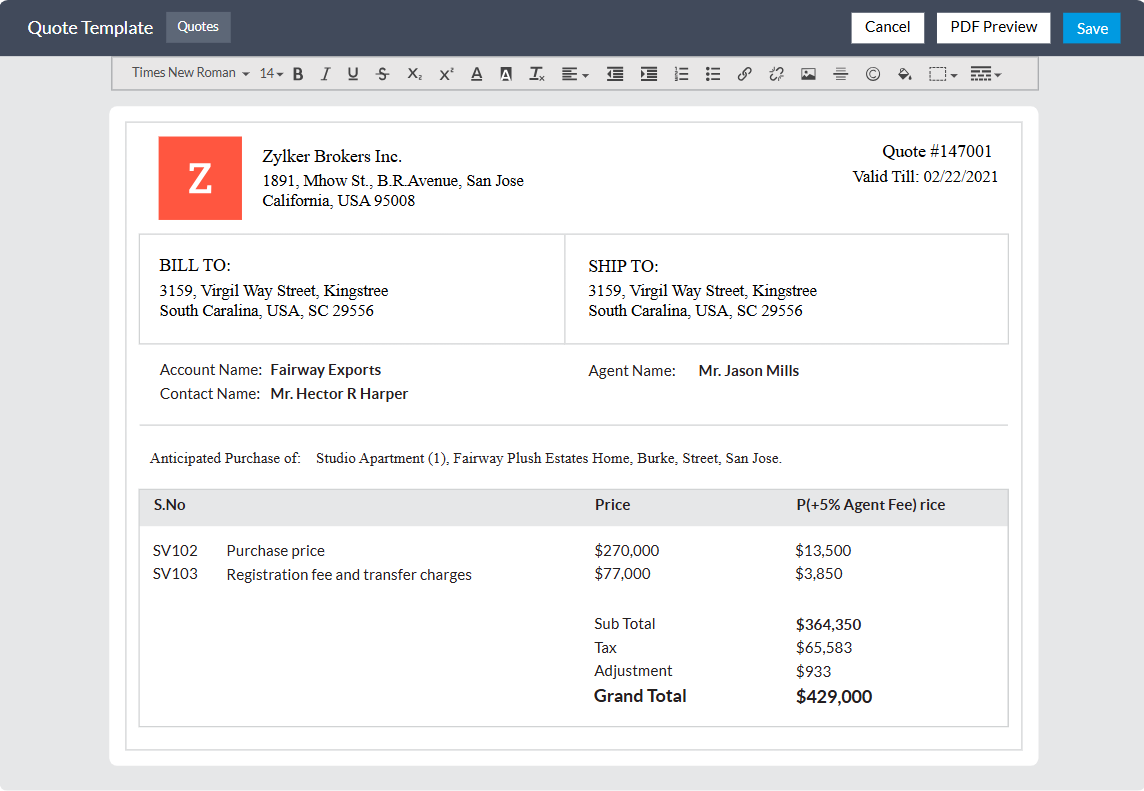 Quote Template Quotes Cancel PDF Preview Save
Times New Roman 14 B I U S X₂ X² A A Tx
Z
Zylker Brokers Inc.
1891, Mhow St., B.R.Avenue, San Jose
California, USA 95008
Quote #147001
Valid Till: 02/22/2021
BILL TO:
3159, Virgil Way Street, Kingstree
South Caralina, USA, SC 29556
SHIP TO:
3159, Virgil Way Street, Kingstree
South Caralina, USA, SC 29556
Account Name: Fairway Exports
Contact Name: Mr. Hector R Harper
Agent Name: Mr. Jason Mills
Anticipated Purchase of: Studio Apartment (1), Fairway Plush Estates Home, Burke, Street, San Jose.
S.No Price P(+5% Agent Fee) rice
SV102 Purchase price $270,000 $13,500
SV103 Registration fee and transfer charges $77,000 $3,850
Sub Total $364,350
Tax $65,583
Adjustment $933
Grand Total $429,000